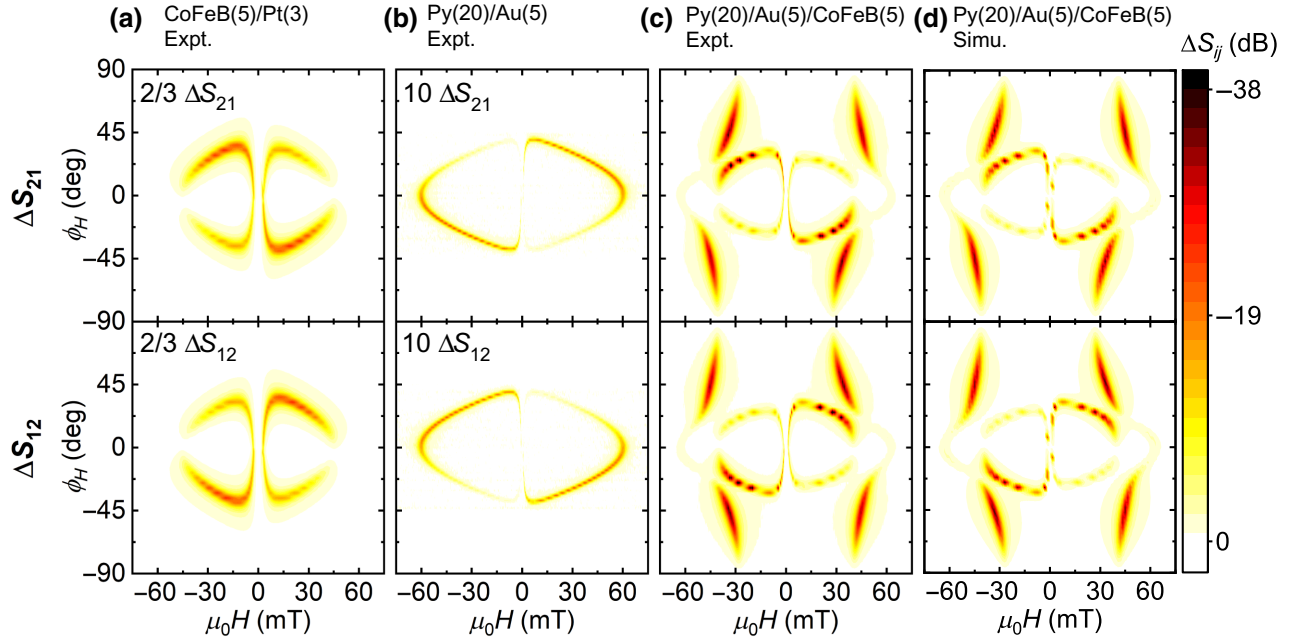 (a) CoFeB(5)/Pt(3)
Expt.
(b) Py(20)/Au(5)
Expt.
(c) Py(20)/Au(5)/CoFeB(5)
Expt.
(d) Py(20)/Au(5)/CoFeB(5)
Simu.
ΔS₂₁
ϕ_H (deg)
90
45
0
−45
−90
2/3 ΔS₂₁
10 ΔS₂₁
ΔS₁₂
ϕ_H (deg)
45
0
−45
−90
2/3 ΔS₁₂
10 ΔS₁₂
−60 −30 0 30 60
−60 −30 0 30 60
−60 −30 0 30 60
−60 −30 0 30 60
μ₀H (mT)
μ₀H (mT)
μ₀H (mT)
μ₀H (mT)
ΔS_ij (dB)
−38
−19
0